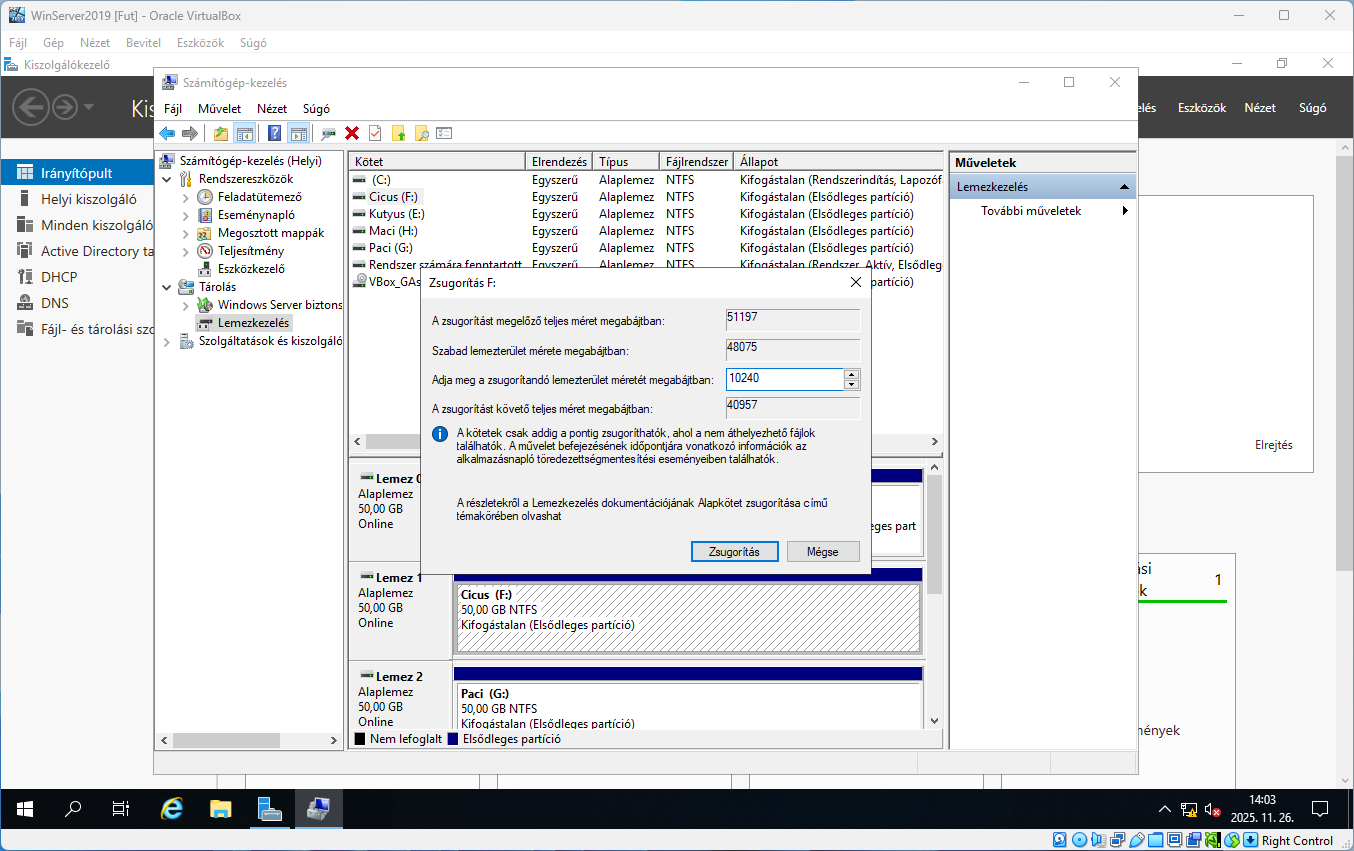 WinServer2019 [Fut] - Oracle VirtualBox
Fájl Gép Nézet Bevitel Eszközök Súgó
Kiszolgálókezelő
Eszközök Nézet Súgó
Irányítópult
Helyi kiszolgáló
Minden kiszolgáló
Active Directory ta
DHCP
DNS
Fájl- és tárolási szo
Számítógép-kezelés
Fájl Művelet Nézet Súgó
Számítógép-kezelés (Helyi)
Rendszereszközök
Feladatütemező
Eseménynapló
Megosztott mappák
Teljesítmény
Eszközkezelő
Tárolás
Windows Server biztons
Lemezkezelés
Szolgáltatások és kiszolgáló
Kötet Elrendezés Típus Fájlrendszer Állapot
(C:) Egyszerű Alaplemez NTFS Kifogástalan (Rendszerindítás, Lapozóf
Cicus (F:) Egyszerű Alaplemez NTFS Kifogástalan (Elsődleges partíció)
Kutyus (E:) Egyszerű Alaplemez NTFS Kifogástalan (Elsődleges partíció)
Maci (H:) Egyszerű Alaplemez NTFS Kifogástalan (Elsődleges partíció)
Paci (G:) Egyszerű Alaplemez NTFS Kifogástalan (Elsődleges partíció)
Rendszer számára fenntartott Egyszerű Alaplemez NTFS Kifogástalan (Rendszer, Aktív, Elsődleg
VBox_GAs partíció)
Műveletek
Lemezkezelés
További műveletek
Zsugorítás F:
A zsugorítást megelőző teljes méret megabájtban: 51197
Szabad lemezterület mérete megabájtban: 48075
Adja meg a zsugorítandó lemezterület méretét megabájtban: 10240
A zsugorítást követő teljes méret megabájtban: 40957
A kötetek csak addig a pontig zsugoríthatók, ahol a nem áthelyezhető fájlok
találhatók. A művelet befejezésének időpontjára vonatkozó információk az
alkalmazásnapló töredezettségmentesítési eseményeiben találhatók.
A részletekről a Lemezkezelés dokumentációjának Alapkötet zsugorítása című
témakörében olvashat
Zsugorítás Mégse
Lemez 0
Alaplemez
50,00 GB
Online
eges part
Lemez 1
Alaplemez
50,00 GB
Online
Cicus (F:)
50,00 GB NTFS
Kifogástalan (Elsődleges partíció)
Lemez 2
Alaplemez
50,00 GB
Online
Paci (G:)
50,00 GB NTFS
Kifogástalan (Elsődleges partíció)
Nem lefoglalt Elsődleges partíció
Elrejtés
1
14:03
2025. 11. 26.
Right Control